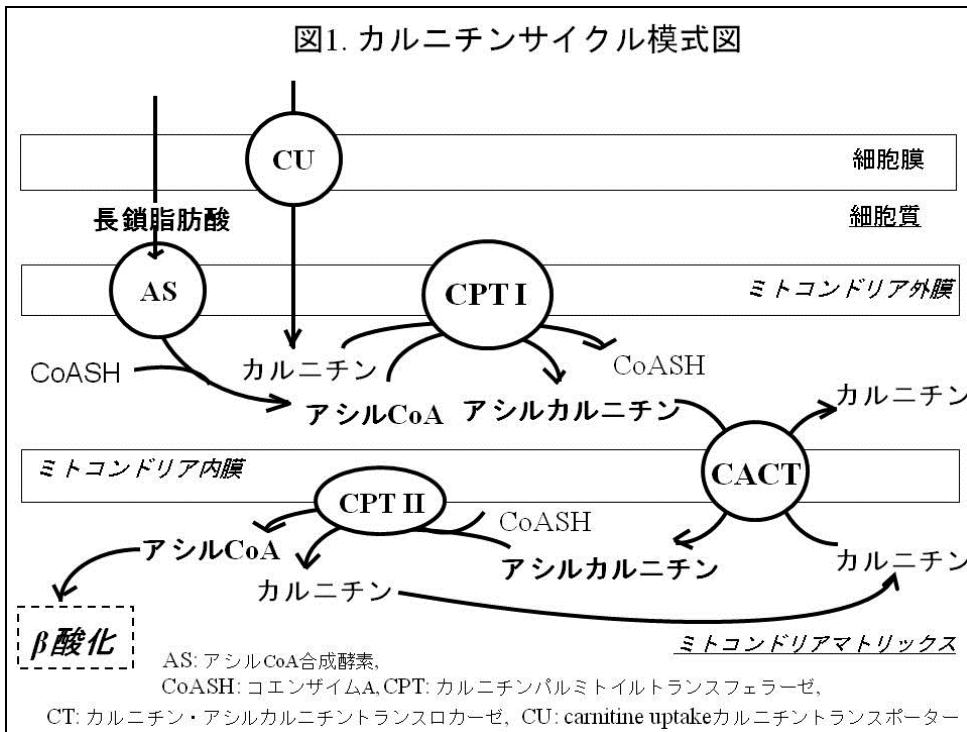 図1. カルニチンサイクル模式図
CU
細胞膜
長鎖脂肪酸
細胞質
AS
CPT I
ミトコンドリア外膜
CoASH
カルニチン
CoASH
アシルCoA
アシルカルニチン
カルニチン
ミトコンドリア内膜
CPT II
CACT
CoASH
アシルCoA
アシルカルニチン
カルニチン
カルニチン
β酸化
ミトコンドリアマトリックス
AS: アシルCoA合成酵素,
CoASH: コエンザイムA, CPT: カルニチンパルミトイルトランスフェラーゼ,
CT: カルニチン・アシルカルニチントランスロカーゼ, CU: carnitine uptakeカルニチントランスポーター